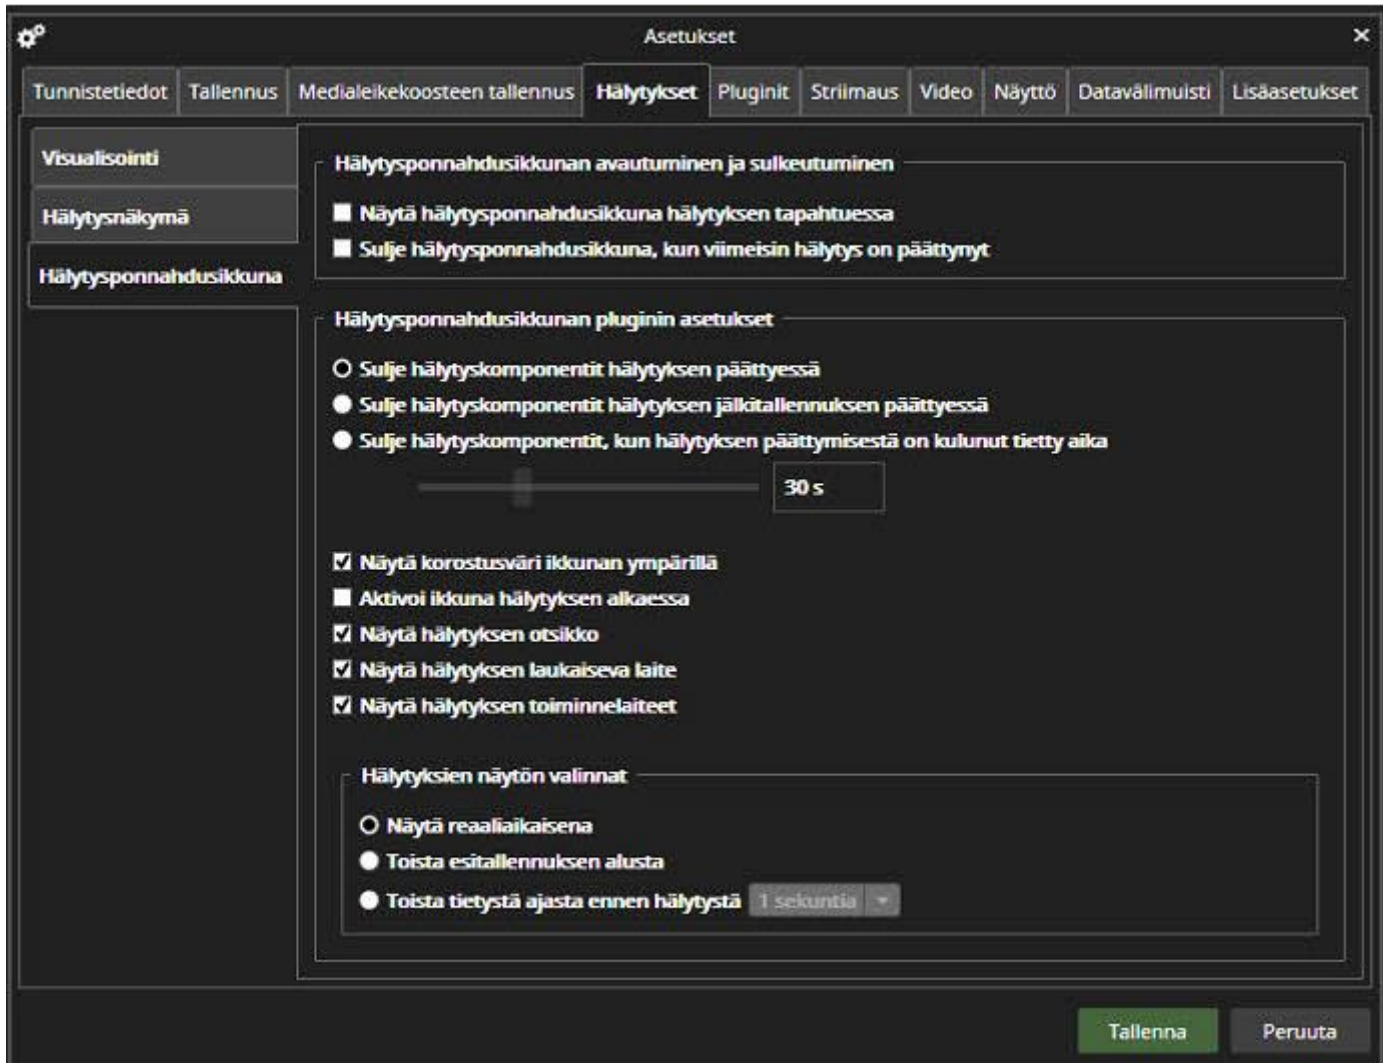 Asetukset
Tunnistetiedot Tallennus Medialeikekoosteen tallennus Hälytykset Pluginit Striimaus Video Näyttö Datavälimuisti Lisäasetukset
Visualisointi
Hälytysnäkymä
Hälytysponnahdusikkuna
Hälytysponnahdusikkunan avautuminen ja sulkeutuminen
Näytä hälytysponnahdusikkuna hälytyksen tapahtuessa
Sulje hälytysponnahdusikkuna, kun viimeisin hälytys on päättynyt
Hälytysponnahdusikkunan pluginin asetukset
Sulje hälytyskomponentit hälytyksen päättyessä
Sulje hälytyskomponentit hälytyksen jälkitallennuksen päättyessä
Sulje hälytyskomponentit, kun hälytyksen päättymisestä on kulunut tietty aika
30 s
Näytä korostusväri ikkunan ympärillä
Aktivoi ikkuna hälytyksen alkaessa
Näytä hälytyksen otsikko
Näytä hälytyksen laukaiseva laite
Näytä hälytyksen toiminnelaiteet
Hälytyksien näytön valinnat
Näytä reaaliaikaisena
Toista esitallennuksen alusta
Toista tietystä ajasta ennen hälytystä 1 sekuntia
Tallenna Peruuta